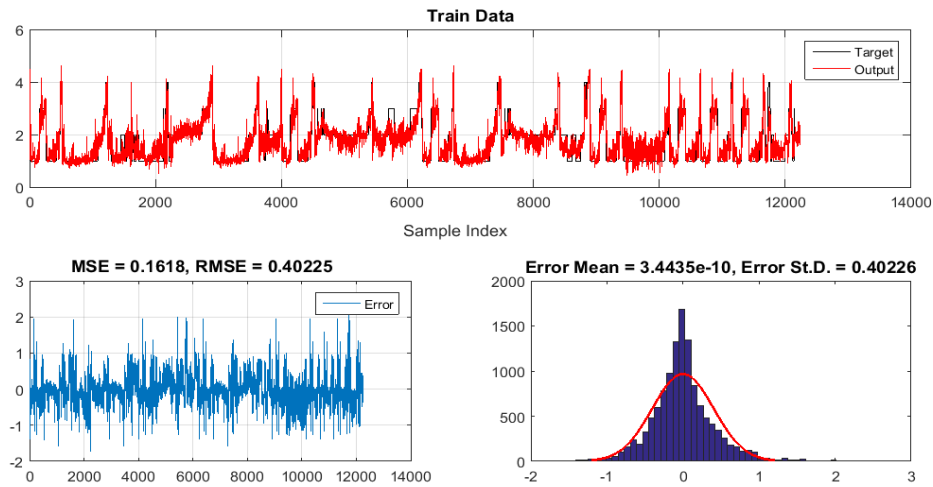 Train Data
6
4
2
0
Target
Output
0 2000 4000 6000 8000 10000 12000 14000
Sample Index
MSE = 0.1618, RMSE = 0.40225
3
2
1
0
-1
-2
Error
0 2000 4000 6000 8000 10000 12000 14000
Error Mean = 3.4435e-10, Error St.D. = 0.40226
2000
1500
1000
500
0
-2 -1 0 1 2 3